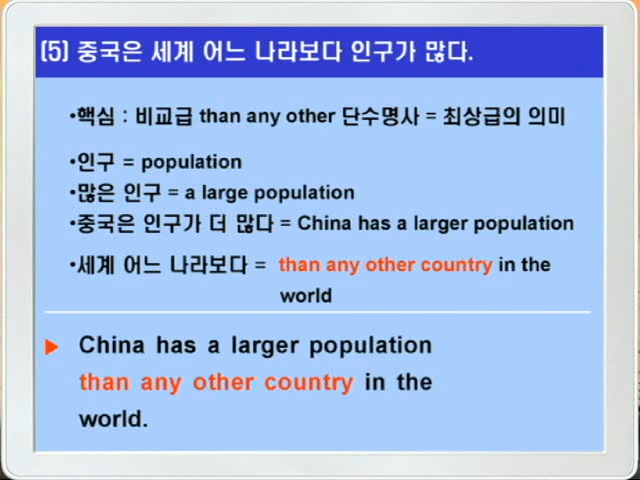 (5) 중국은 세계 어느 나라보다 인구가 많다.
•핵심 : 비교급 than any other 단수명사 = 최상급의 의미
•인구 = population
•많은 인구 = a large population
•중국은 인구가 더 많다 = China has a larger population
•세계 어느 나라보다 = than any other country in the
world
▶ China has a larger population
than any other country in the
world.